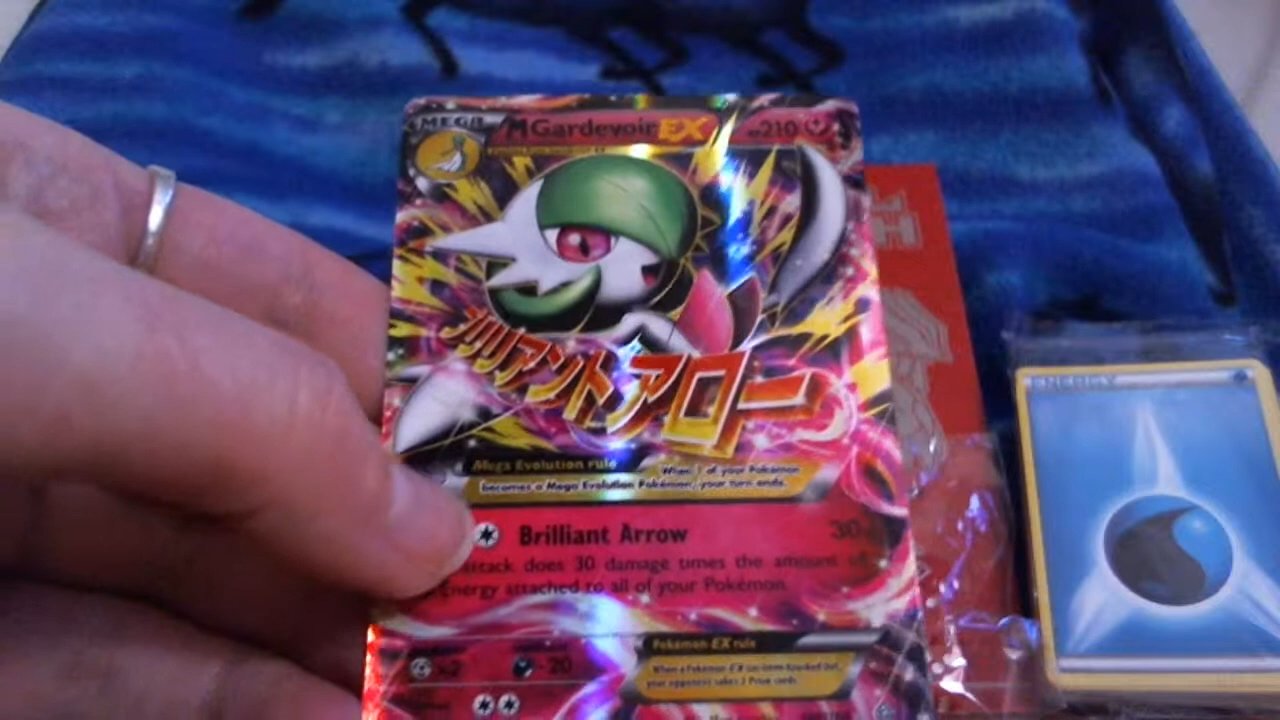 MEGA M Gardevoir EX HP210
ブリリアントアロー
Mega Evolution rule When 1 of your Pokémon
becomes a Mega Evolution Pokémon, your turn ends.
Brilliant Arrow 30
attack does 30 damage times the amount of
Energy attached to all of your Pokémon.
Pokémon-EX rule
×2 -20 When a Pokémon-EX has been Knocked Out,
your opponent takes 2 Prize cards.
ENERGY